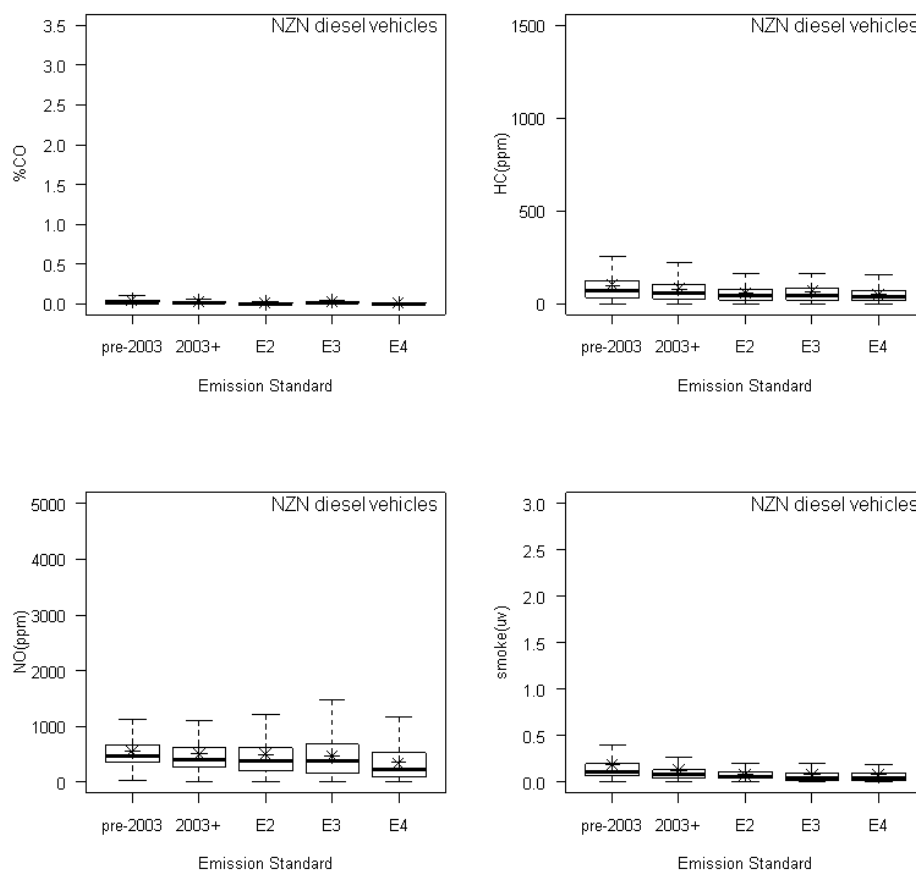 NZN diesel vehicles
3.5
3.0
2.5
2.0
1.5
1.0
0.5
0.0
%CO
pre-2003 2003+ E2 E3 E4
Emission Standard
NZN diesel vehicles
1500
1000
500
0
HC(ppm)
pre-2003 2003+ E2 E3 E4
Emission Standard
NZN diesel vehicles
5000
4000
3000
2000
1000
0
NO(ppm)
pre-2003 2003+ E2 E3 E4
Emission Standard
NZN diesel vehicles
3.0
2.5
2.0
1.5
1.0
0.5
0.0
smoke(uv)
pre-2003 2003+ E2 E3 E4
Emission Standard